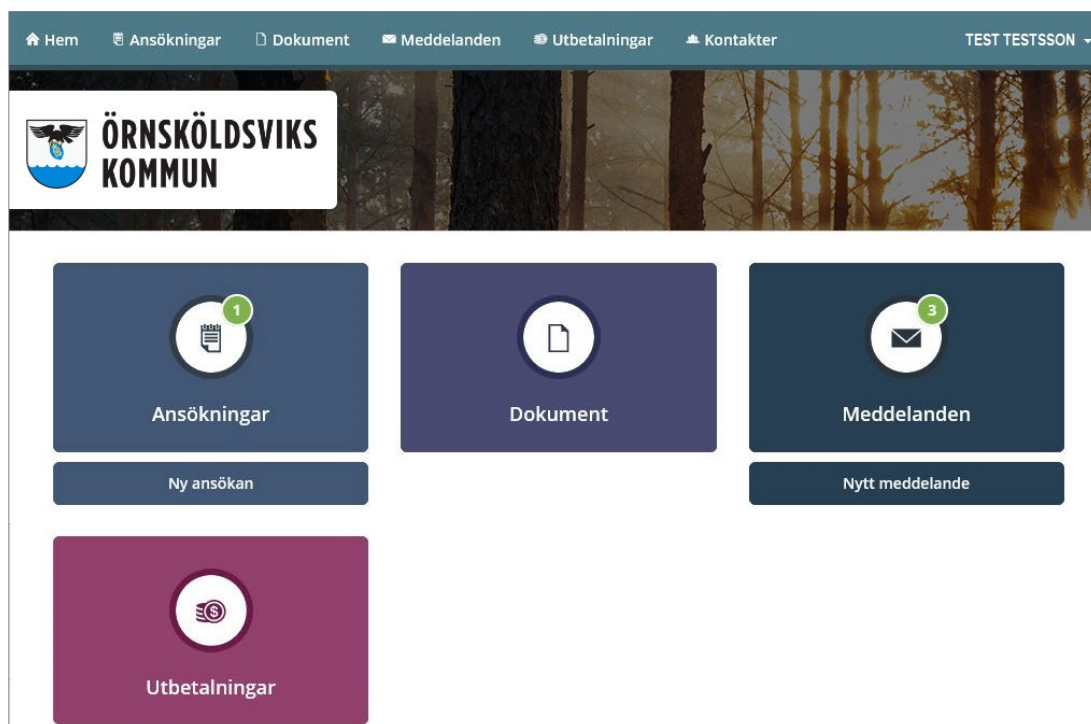 Hem Ansökningar Dokument Meddelanden Utbetalningar Kontakter TEST TESTSSON
ÖRNSKÖLDSVIKS
KOMMUN
1
3
Ansökningar Dokument Meddelanden
Ny ansökan Nytt meddelande
Utbetalningar